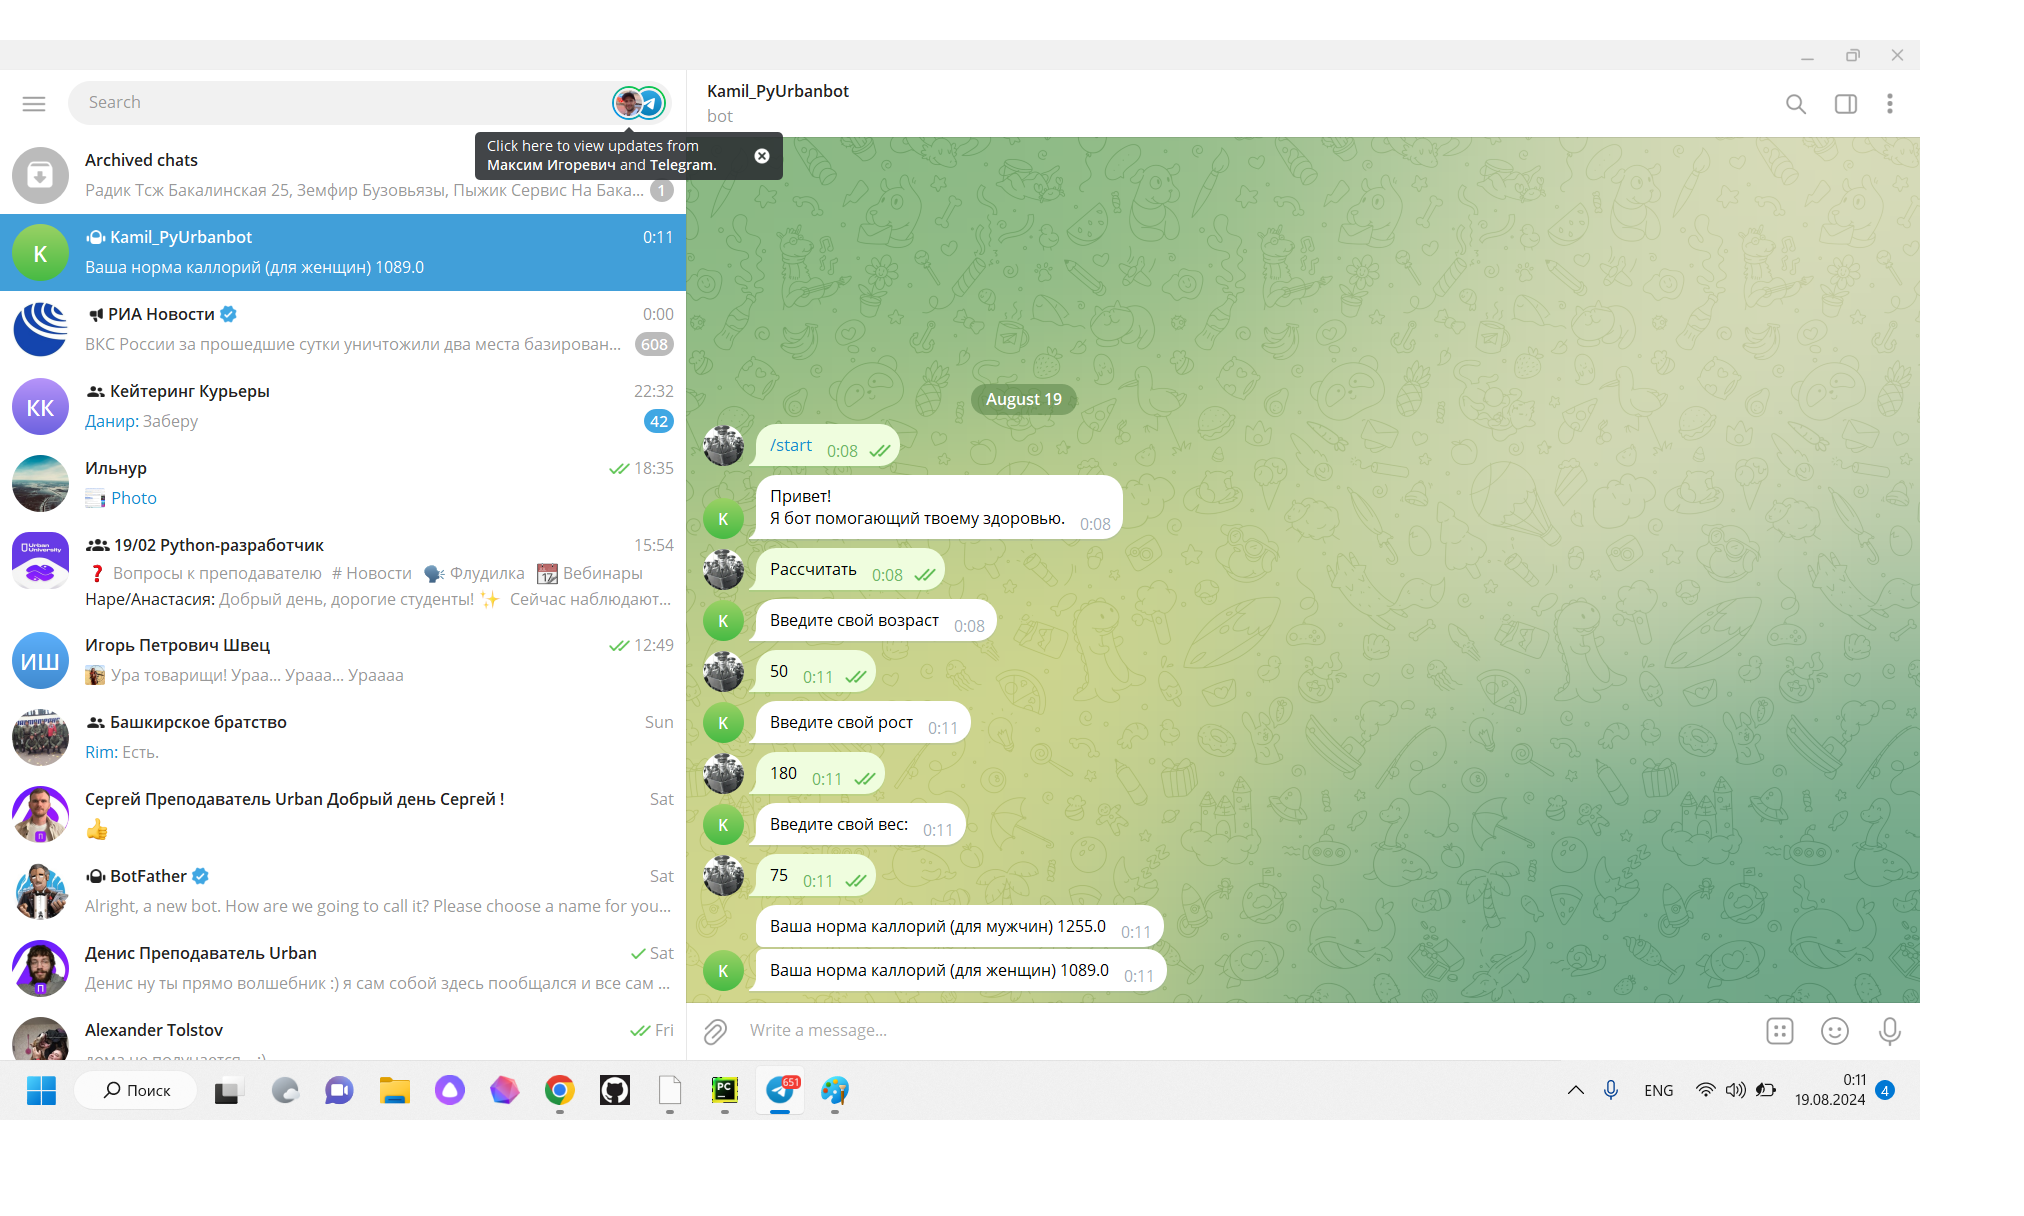 Search
Click here to view updates from
Максим Игоревич and Telegram.
Archived chats
Радик Тсж Бакалинская 25, Земфир Бузовьязы, Пыжик Сервис На Бака... 1
K
Kamil_PyUrbanbot 0:11
Ваша норма каллорий (для женщин) 1089.0
РИА Новости 0:00
ВКС России за прошедшие сутки уничтожили два места базирован... 608
КК
Кейтеринг Курьеры 22:32
Данир: Заберу 42
Ильнур 18:35
Photo
Urban University
19/02 Python-разработчик 15:54
❓ Вопросы к преподавателю # Новости 🗣 Флудилка 📆 Вебинары
Наре/Анастасия: Добрый день, дорогие студенты! ✨ Сейчас наблюдают...
ИШ
Игорь Петрович Швец 12:49
Ура товарищи! Ураа... Урааа... Ураааа
Башкирское братство Sun
Rim: Есть.
Сергей Преподаватель Urban Добрый день Сергей ! Sat
👍
BotFather Sat
Alright, a new bot. How are we going to call it? Please choose a name for you...
Денис Преподаватель Urban Sat
Денис ну ты прямо волшебник :) я сам собой здесь пообщался и все сам ...
Alexander Tolstov Fri
Kamil_PyUrbanbot
bot
August 19
/start 0:08
Привет!
Я бот помогающий твоему здоровью. 0:08
K
Рассчитать 0:08
K
Введите свой возраст 0:08
50 0:11
K
Введите свой рост 0:11
180 0:11
K
Введите свой вес: 0:11
75 0:11
Ваша норма каллорий (для мужчин) 1255.0 0:11
K
Ваша норма каллорий (для женщин) 1089.0 0:11
Write a message...
Поиск
PC
651
ENG
0:11
19.08.2024
4